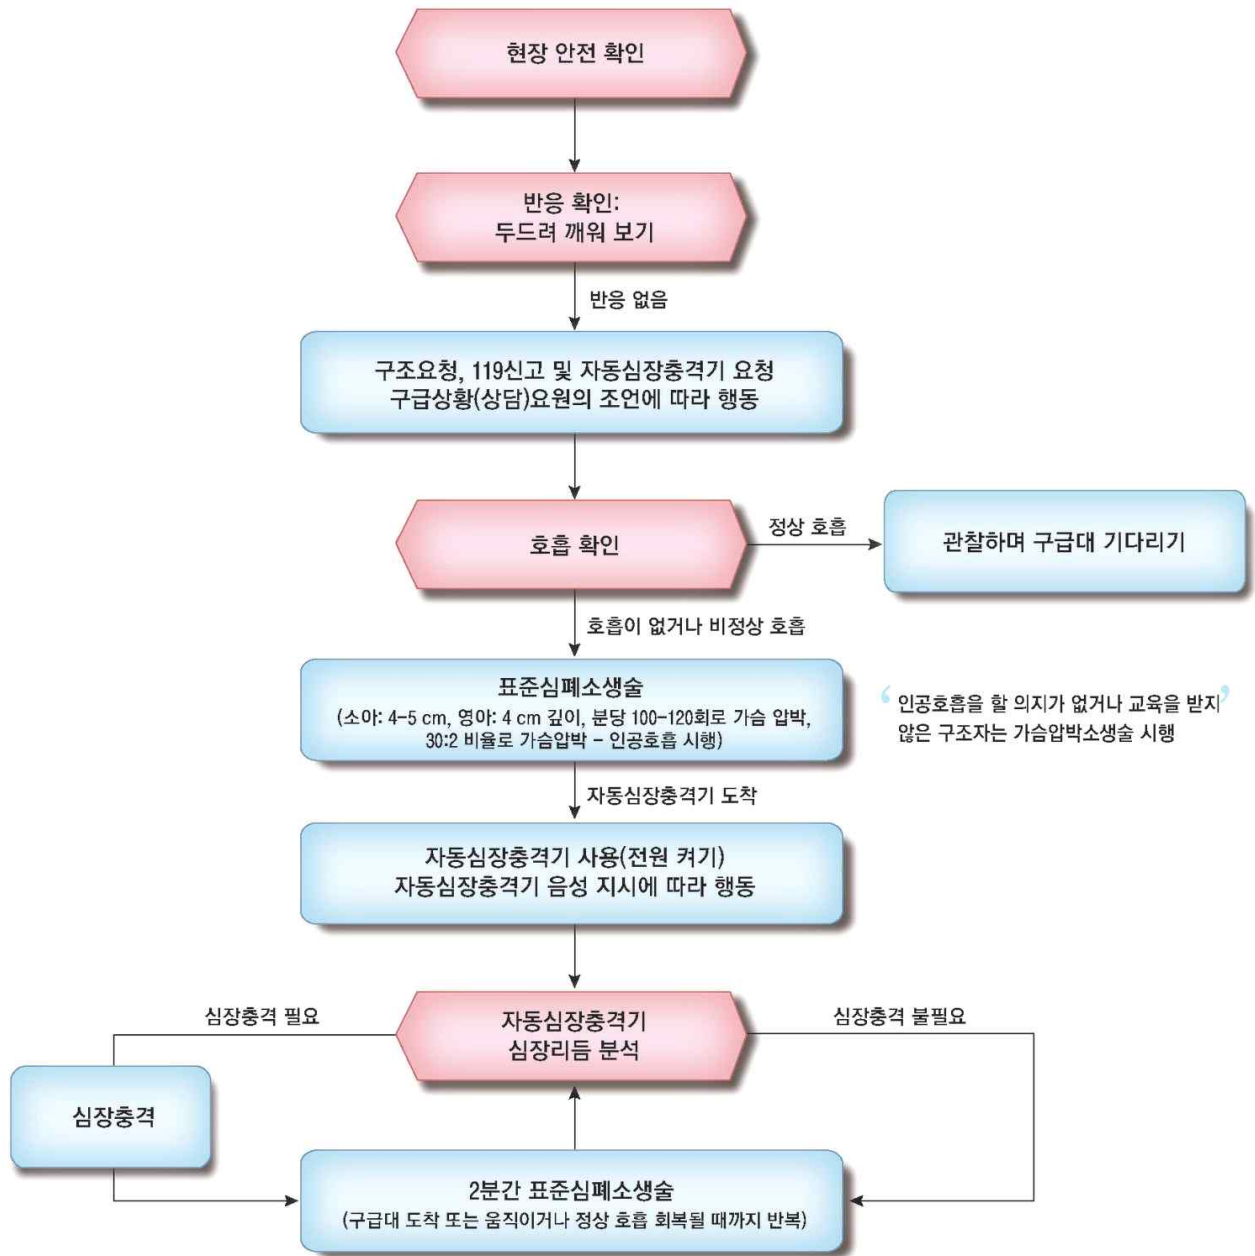 현장 안전 확인
반응 확인:
두드려 깨워 보기
반응 없음
구조요청, 119신고 및 자동심장충격기 요청
구급상황(상담)요원의 조언에 따라 행동
호흡 확인
정상 호흡
관찰하며 구급대 기다리기
호흡이 없거나 비정상 호흡
표준심폐소생술
(소아: 4-5 cm, 영아: 4 cm 깊이, 분당 100-120회로 가슴 압박,
30:2 비율로 가슴압박 - 인공호흡 시행)
‘인공호흡을 할 의지가 없거나 교육을 받지’
않은 구조자는 가슴압박소생술 시행
자동심장충격기 도착
자동심장충격기 사용(전원 켜기)
자동심장충격기 음성 지시에 따라 행동
심장충격 필요
자동심장충격기
심장리듬 분석
심장충격 불필요
심장충격
2분간 표준심폐소생술
(구급대 도착 또는 움직이거나 정상 호흡 회복될 때까지 반복)